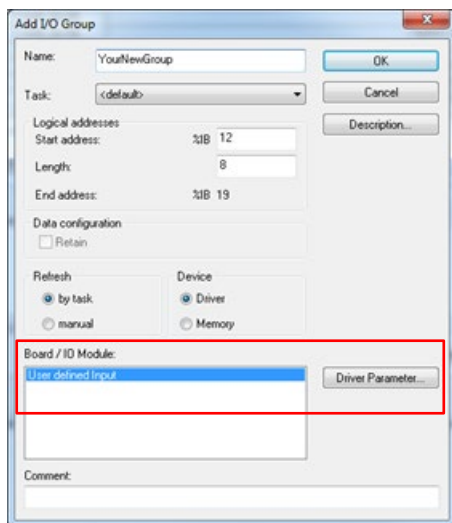 Add I/O Group
Name: YourNewGroup OK
Task: <default> Cancel
Logical addresses Description...
Start address: %IB 12
Length: 8
End address: %IB 19
Data configuration
Retain
Refresh Device
by task Driver
manual Memory
Board / IO Module:
User defined Input Driver Parameter...
Comment: